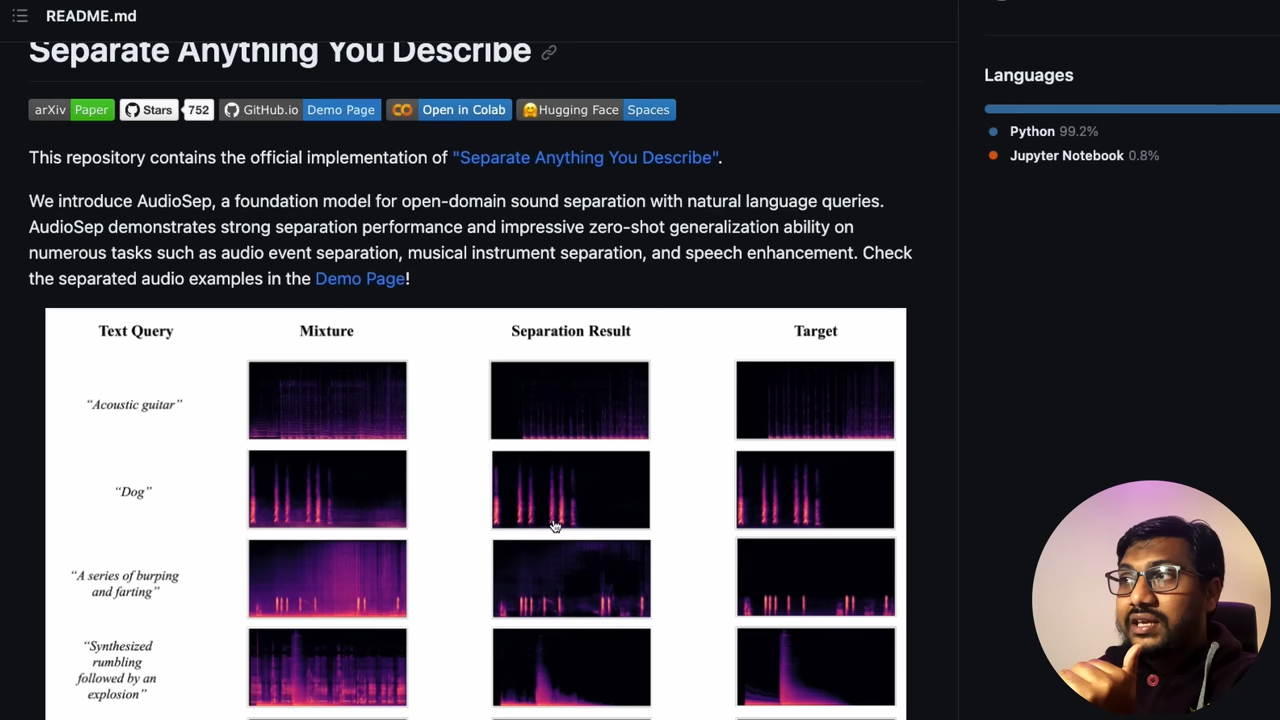 README.md
Separate Anything You Describe
arXiv Paper Stars 752 GitHub.io Demo Page Open in Colab Hugging Face Spaces
This repository contains the official implementation of "Separate Anything You Describe".
We introduce AudioSep, a foundation model for open-domain sound separation with natural language queries.
AudioSep demonstrates strong separation performance and impressive zero-shot generalization ability on
numerous tasks such as audio event separation, musical instrument separation, and speech enhancement. Check
the separated audio examples in the Demo Page!
Text Query Mixture Separation Result Target
“Acoustic guitar”
“Dog”
“A series of burping
and farting”
“Synthesized
rumbling
followed by an
explosion”
Languages
Python 99.2%
Jupyter Notebook 0.8%